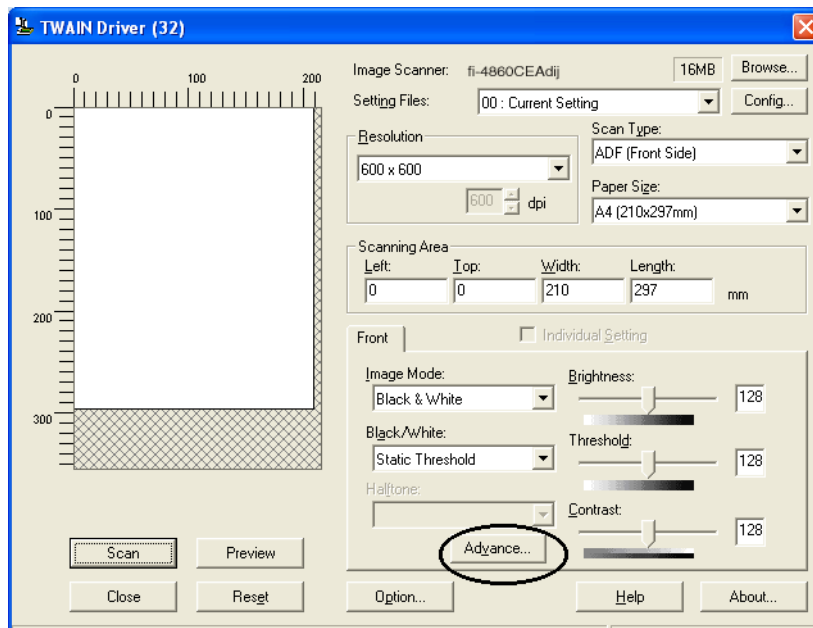 TWAIN Driver (32)
0 100 200
0
100
200
300
Image Scanner: fi-4860CEAdij 16MB Browse...
Setting Files: 00 : Current Setting Config...
Resolution
600 x 600
600 dpi
Scan Type:
ADF (Front Side)
Paper Size:
A4 (210x297mm)
Scanning Area
Left: Top: Width: Length:
0 0 210 297 mm
Front Individual Setting
Image Mode:
Black & White
Black/White:
Static Threshold
Halftone:
Advance...
Brightness:
128
Threshold:
128
Contrast:
128
Scan Preview
Close Reset Option... Help About...